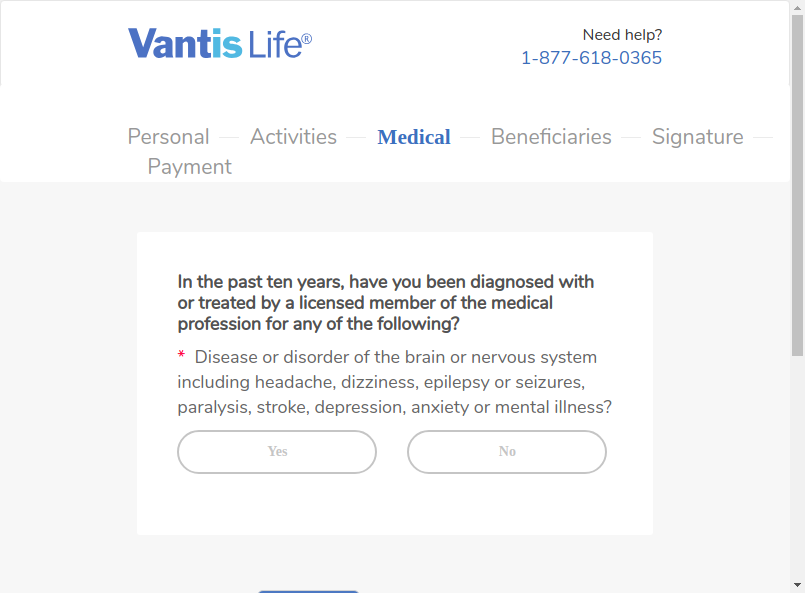 Vantis Life®
Need help?
1-877-618-0365
Personal
Activities
Medical
Beneficiaries
Signature
Payment
In the past ten years, have you been diagnosed with
or treated by a licensed member of the medical
profession for any of the following?
* Disease or disorder of the brain or nervous system
including headache, dizziness, epilepsy or seizures,
paralysis, stroke, depression, anxiety or mental illness?
Yes
No